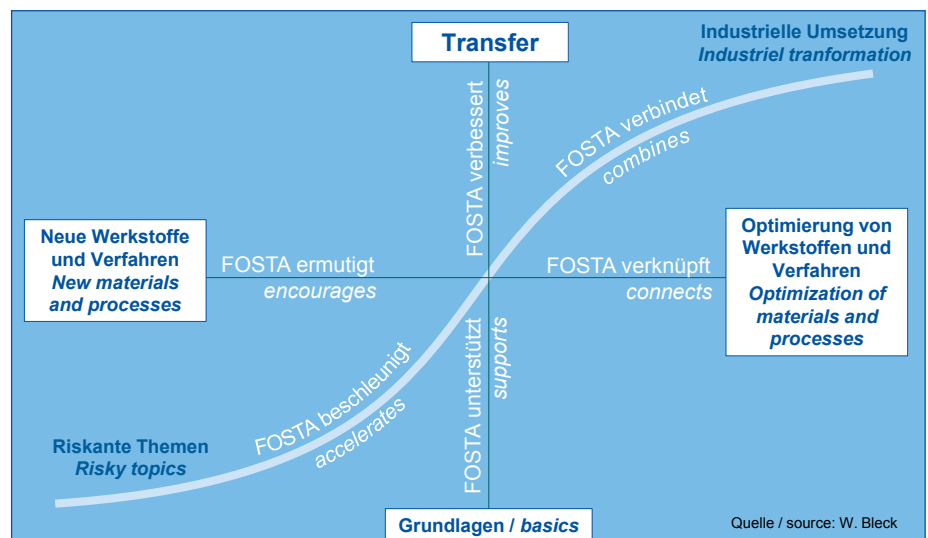 Industrielle Umsetzung
Industriel tranformation
Transfer
FOSTA verbessert
improves
FOSTA verbindet
combines
Neue Werkstoffe
und Verfahren
New materials
and processes
FOSTA ermutigt
encourages
FOSTA verknüpft
connects
Optimierung von
Werkstoffen und
Verfahren
Optimization of
materials and
processes
FOSTA unterstützt
supports
FOSTA beschleunigt
accelerates
Riskante Themen
Risky topics
Grundlagen / basics
Quelle / source: W. Bleck